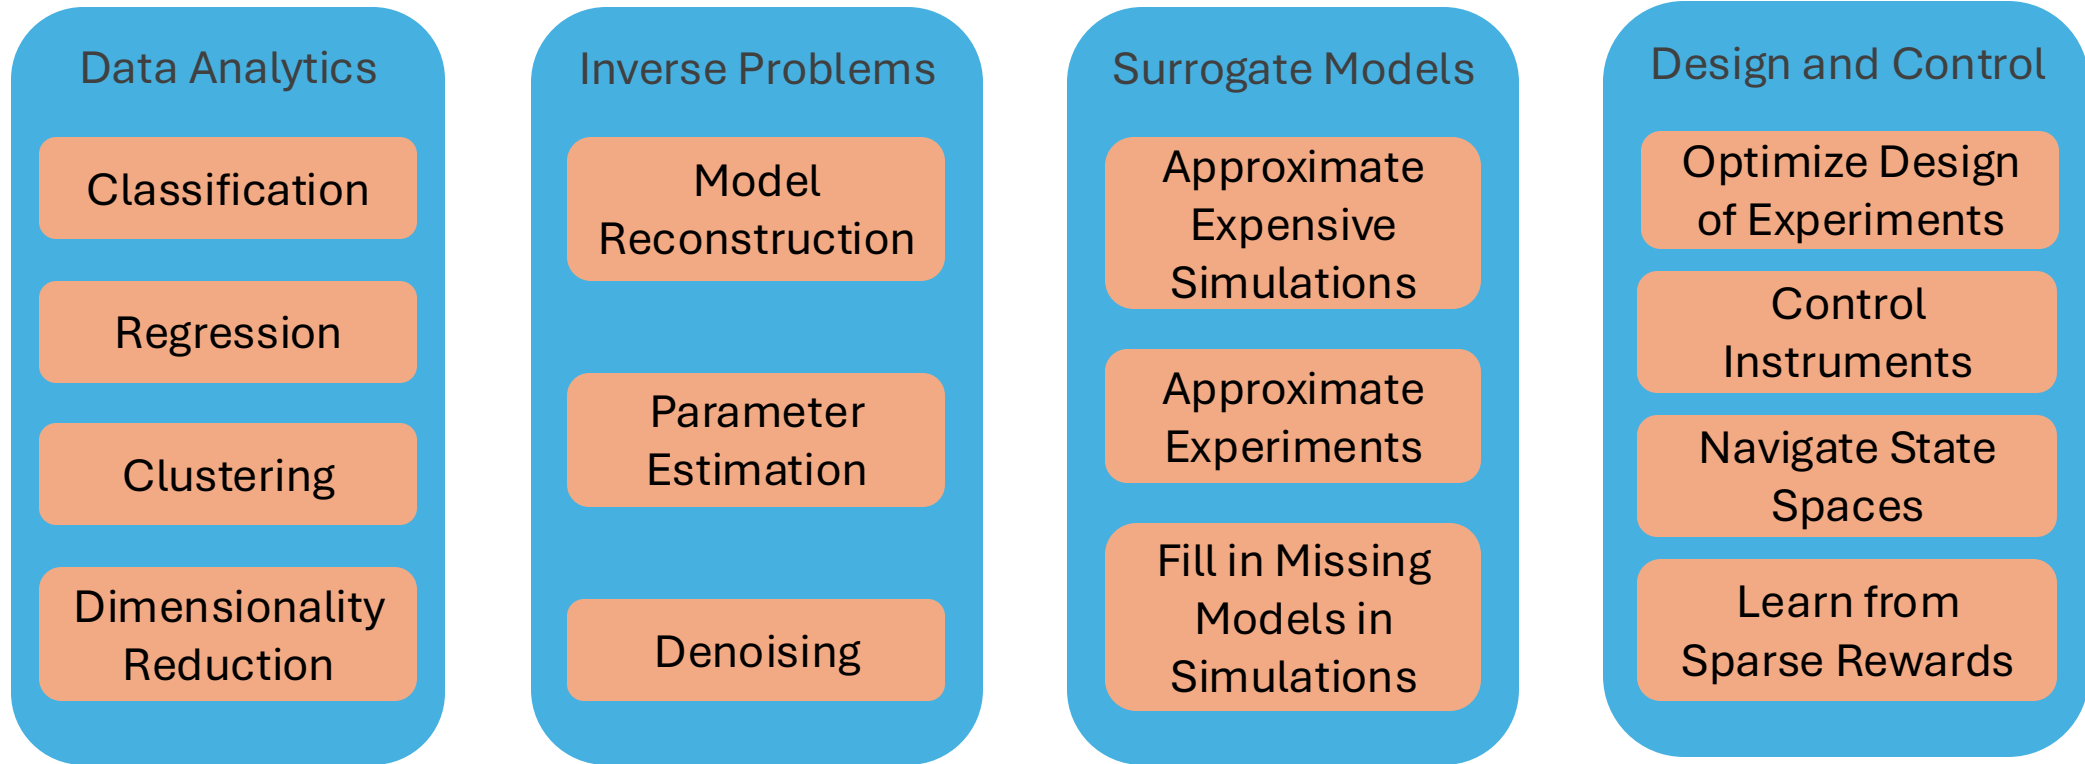 Data Analytics
Classification
Regression
Clustering
Dimensionality
Reduction
Inverse Problems
Model
Reconstruction
Parameter
Estimation
Denoising
Surrogate Models
Approximate
Expensive
Simulations
Approximate
Experiments
Fill in Missing
Models in
Simulations
Design and Control
Optimize Design
of Experiments
Control
Instruments
Navigate State
Spaces
Learn from
Sparse Rewards